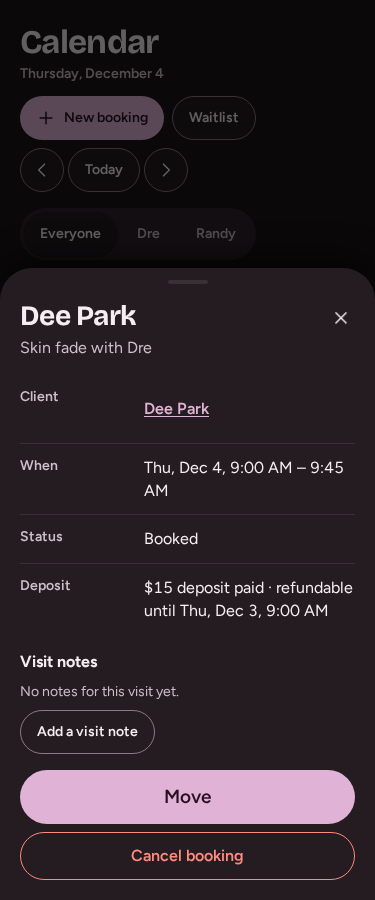 Calendar
Thursday, December 4
New booking
Waitlist
Today
Everyone
Dre
Randy
Dee Park
Skin fade with Dre
Client
Dee Park
When
Thu, Dec 4, 9:00 AM – 9:45
AM
Status
Booked
Deposit
$15 deposit paid · refundable
until Thu, Dec 3, 9:00 AM
Visit notes
No notes for this visit yet.
Add a visit note
Move
Cancel booking